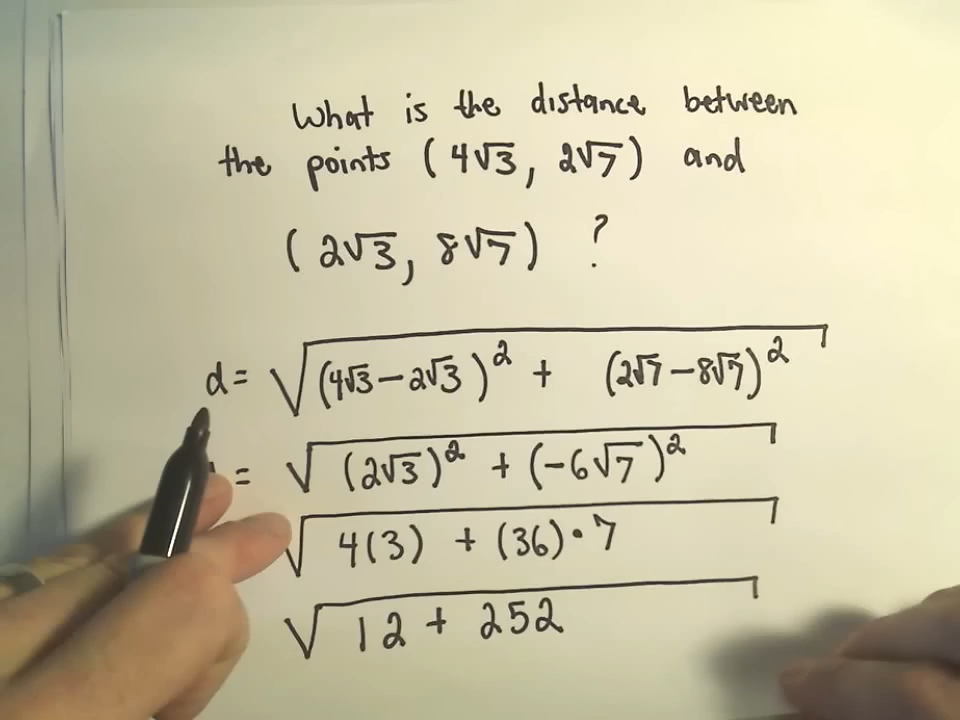 What is the distance between
the points (4√3, 2√7) and
(2√3, 8√7) ?
d = √(4√3 − 2√3)² + (2√7 − 8√7)²
= √(2√3)² + (−6√7)²
√4(3) + (36)·7
√12 + 252